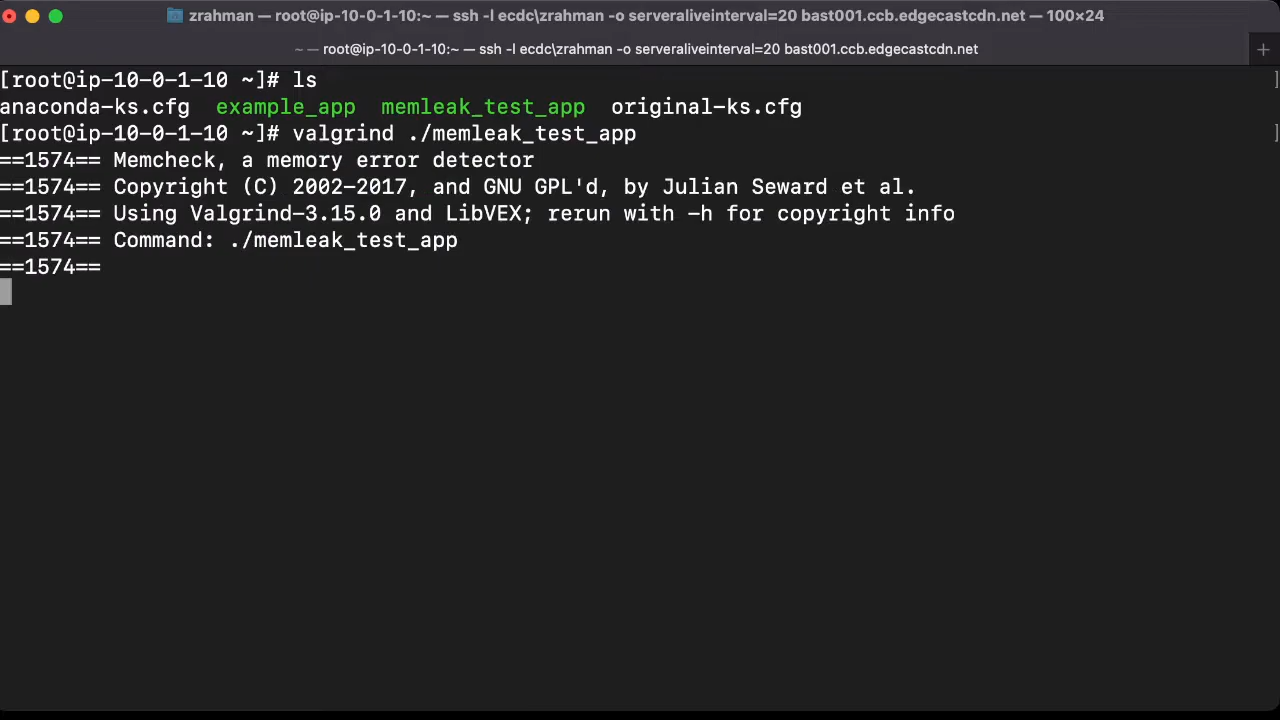 zrahman — root@ip-10-0-1-10:~ — ssh -l ecdc\zrahman -o serveraliveinterval=20 bast001.ccb.edgecastcdn.net — 100×24
~ — root@ip-10-0-1-10:~ — ssh -l ecdc\zrahman -o serveraliveinterval=20 bast001.ccb.edgecastcdn.net +
[root@ip-10-0-1-10 ~]# ls ]
anaconda-ks.cfg example_app memleak_test_app original-ks.cfg
[root@ip-10-0-1-10 ~]# valgrind ./memleak_test_app ]
==1574== Memcheck, a memory error detector
==1574== Copyright (C) 2002-2017, and GNU GPL'd, by Julian Seward et al.
==1574== Using Valgrind-3.15.0 and LibVEX; rerun with -h for copyright info
==1574== Command: ./memleak_test_app
==1574==